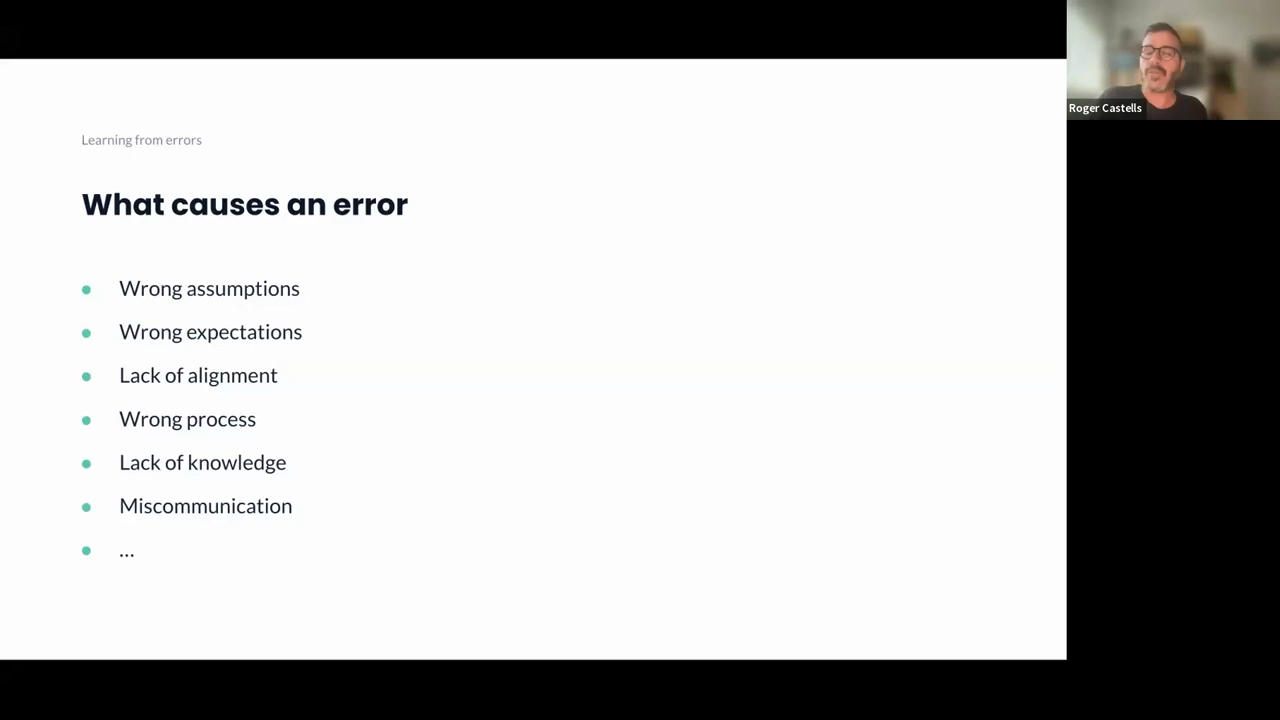 Learning from errors
What causes an error
Wrong assumptions
Wrong expectations
Lack of alignment
Wrong process
Lack of knowledge
Miscommunication
...
Roger Castells